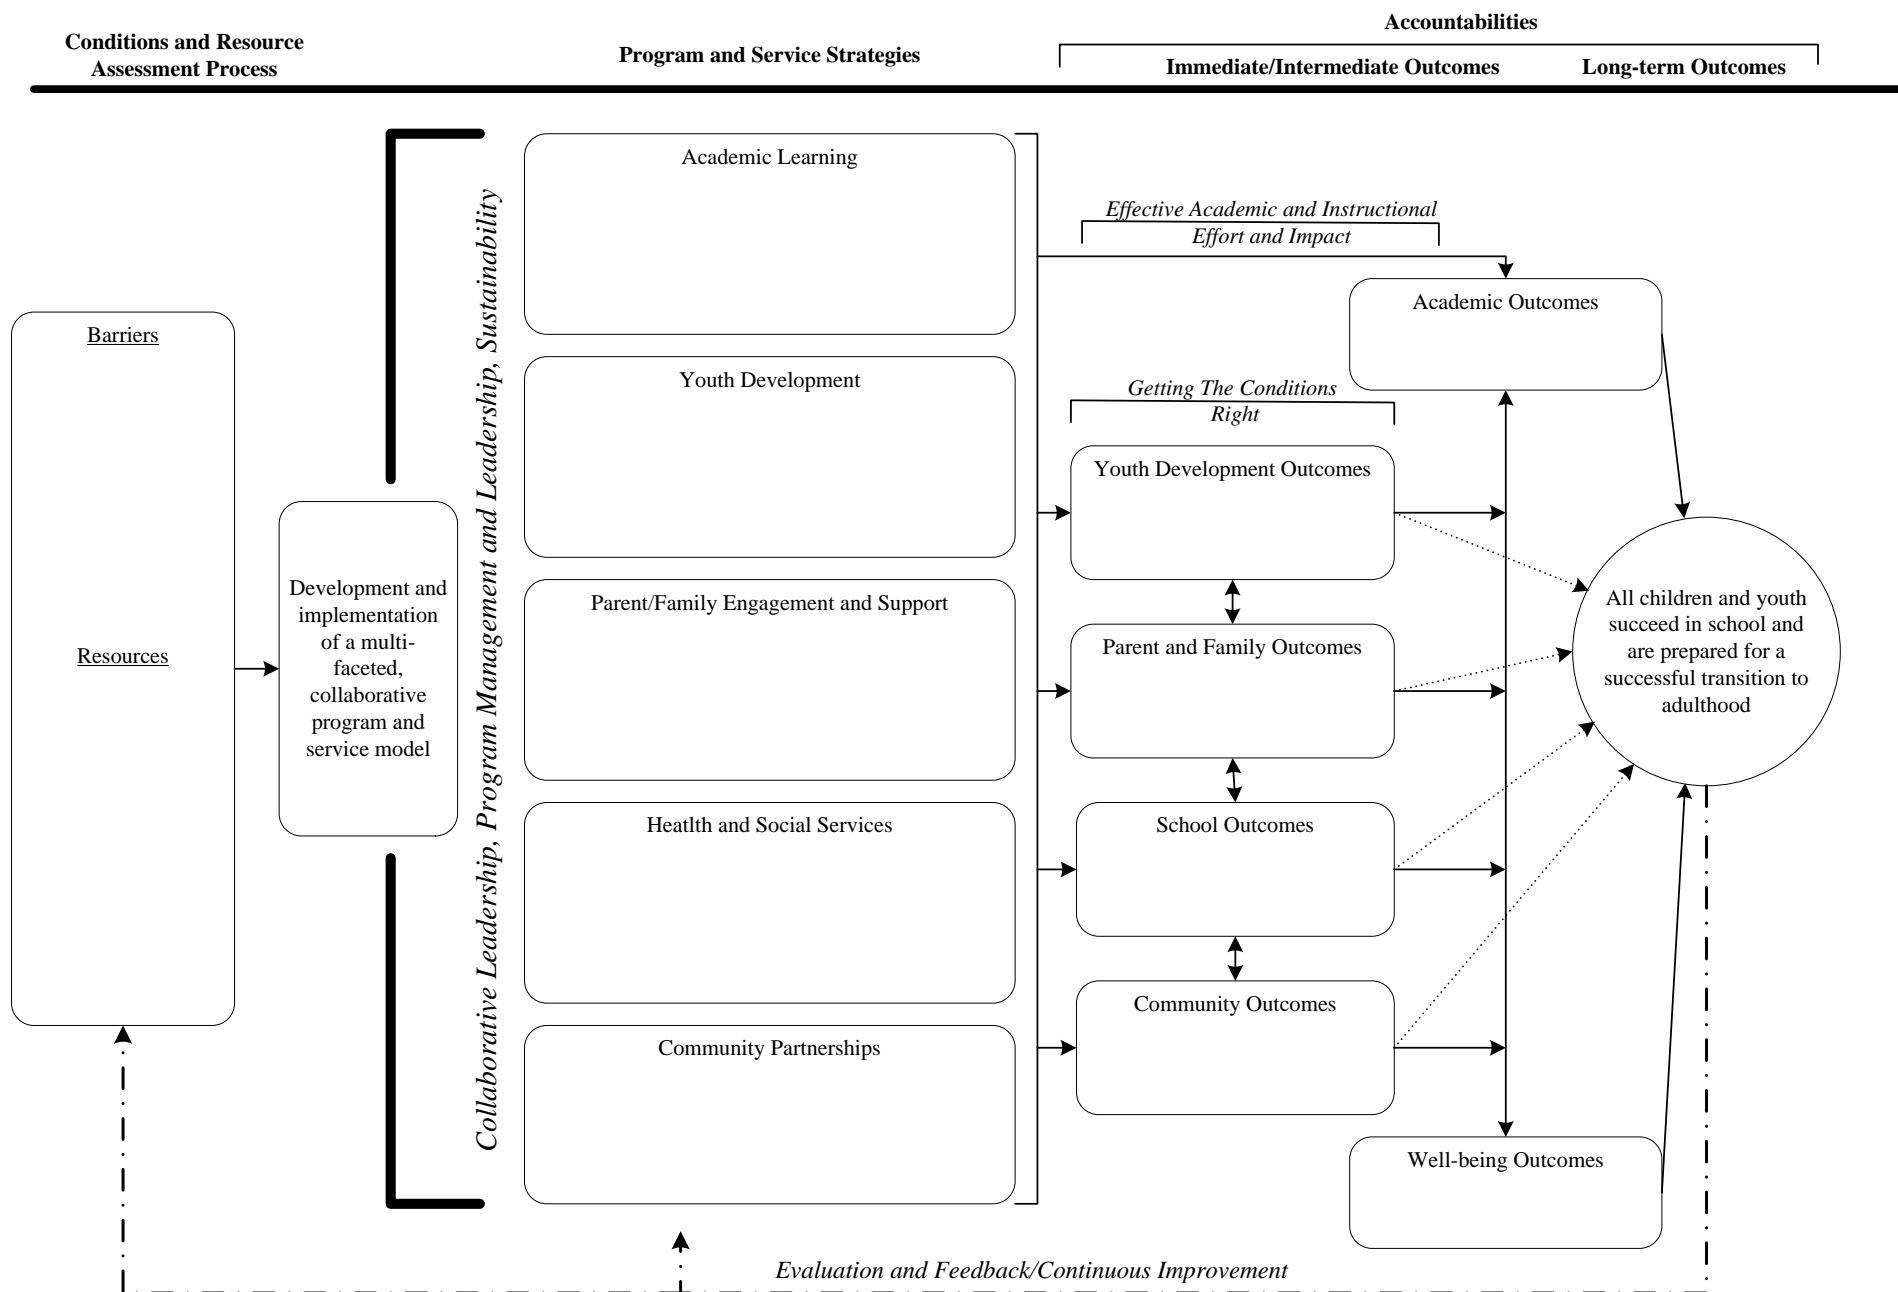 Conditions and Resource
Assessment Process
Program and Service Strategies
Accountabilities
Immediate/Intermediate Outcomes
Long-term Outcomes
Barriers
Resources
Development and
implementation
of a multi-
faceted,
collaborative
program and
service model
Collaborative Leadership, Program Management and Leadership, Sustainability
Academic Learning
Youth Development
Parent/Family Engagement and Support
Heatlth and Social Services
Community Partnerships
Effective Academic and Instructional
Effort and Impact
Getting The Conditions
Right
Youth Development Outcomes
Parent and Family Outcomes
School Outcomes
Community Outcomes
Academic Outcomes
Well-being Outcomes
All children and youth
succeed in school and
are prepared for a
successful transition to
adulthood
Evaluation and Feedback/Continuous Improvement